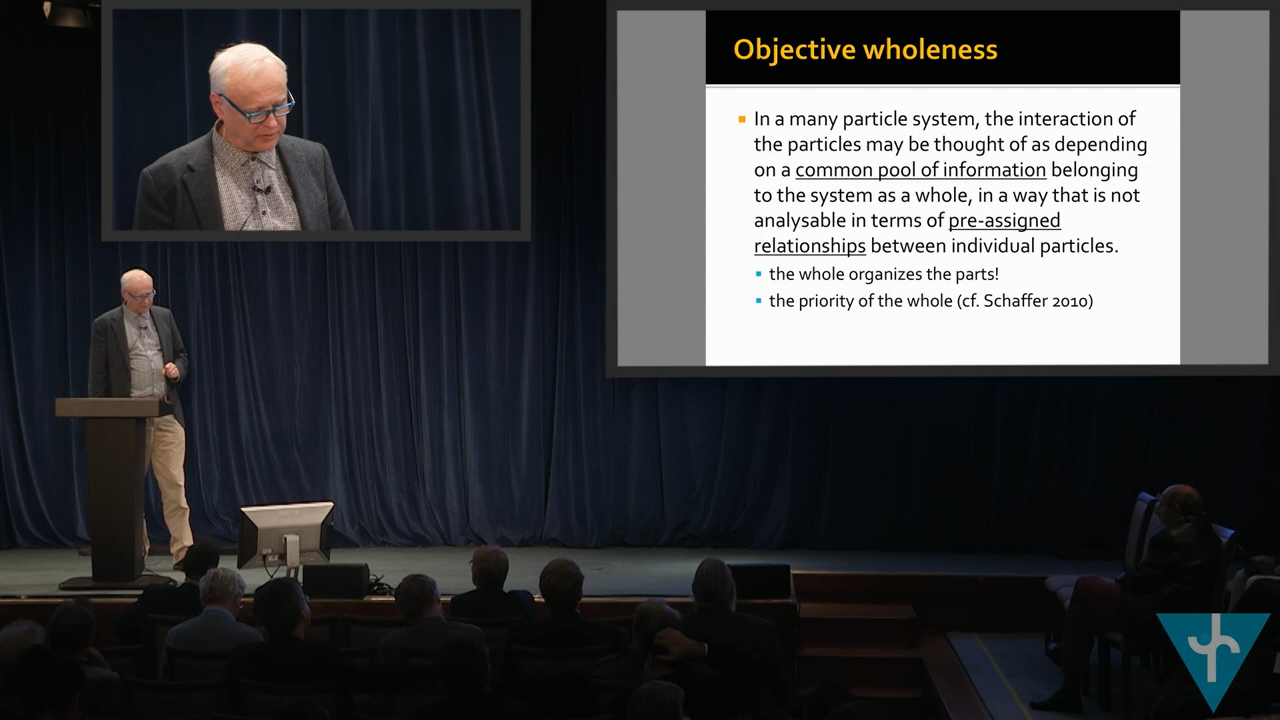 Objective wholeness
In a many particle system, the interaction of
the particles may be thought of as depending
on a common pool of information belonging
to the system as a whole, in a way that is not
analysable in terms of pre-assigned
relationships between individual particles.
the whole organizes the parts!
the priority of the whole (cf. Schaffer 2010)